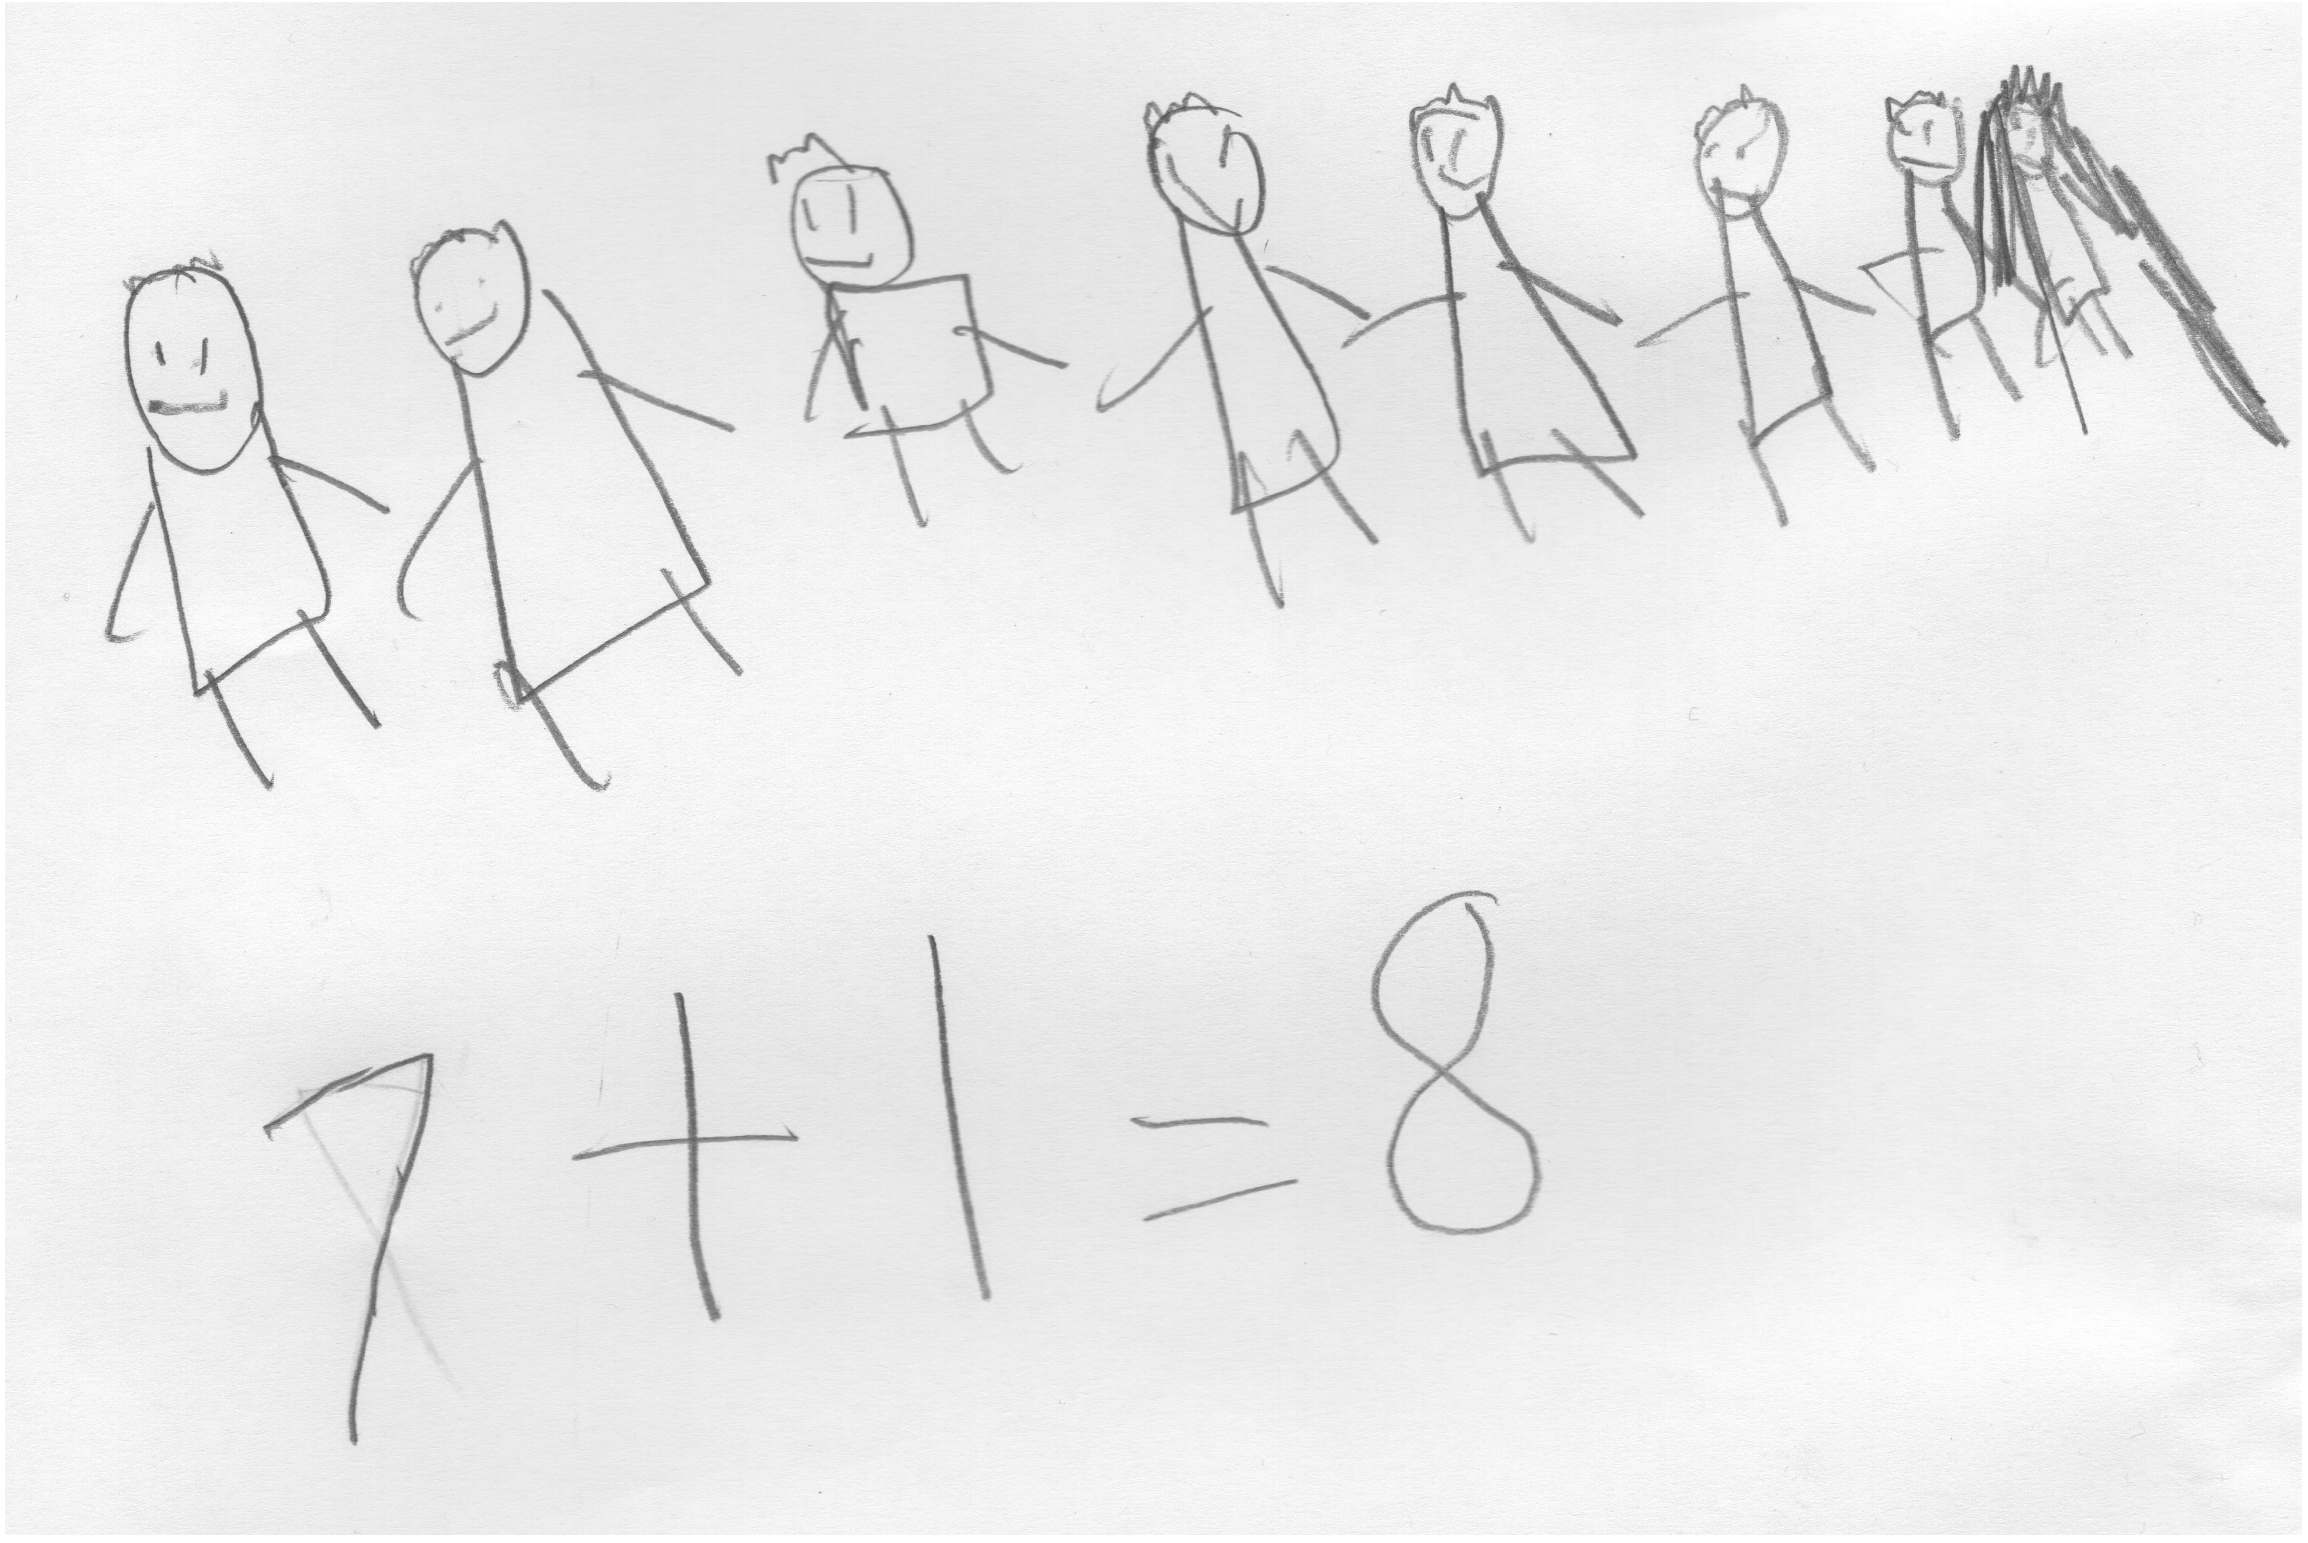 7 + 1 = 8